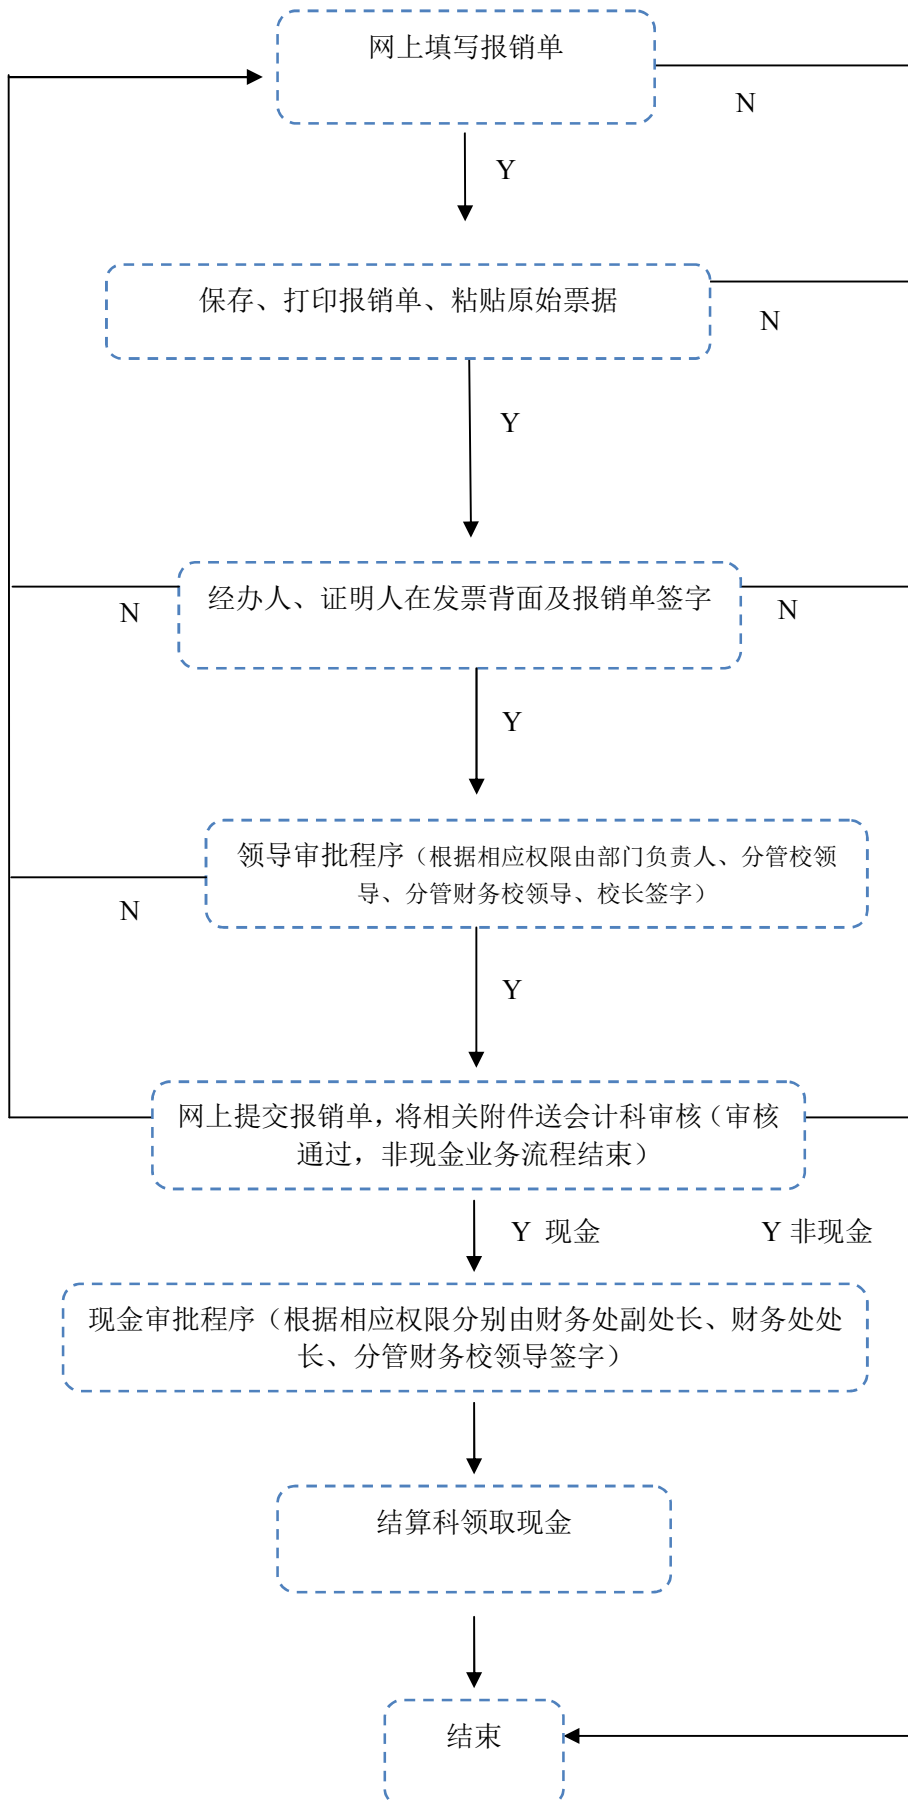 网上填写报销单
N
Y
保存、打印报销单、粘贴原始票据
N
Y
经办人、证明人在发票背面及报销单签字
N
N
Y
领导审批程序（根据相应权限由部门负责人、分管校领
导、分管财务校领导、校长签字）
N
Y
网上提交报销单，将相关附件送会计科审核（审核
通过，非现金业务流程结束）
Y 现金
Y 非现金
现金审批程序（根据相应权限分别由财务处副处长、财务处处
长、分管财务校领导签字）
结算科领取现金
结束